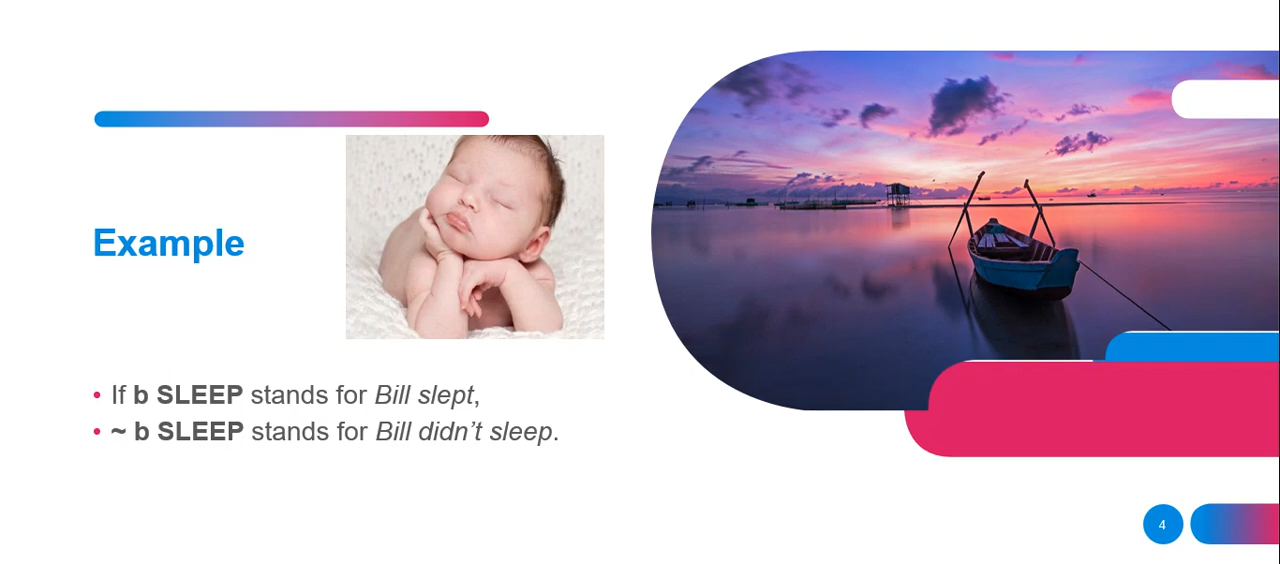 Example
• If b SLEEP stands for Bill slept,
• ~ b SLEEP stands for Bill didn’t sleep.
4